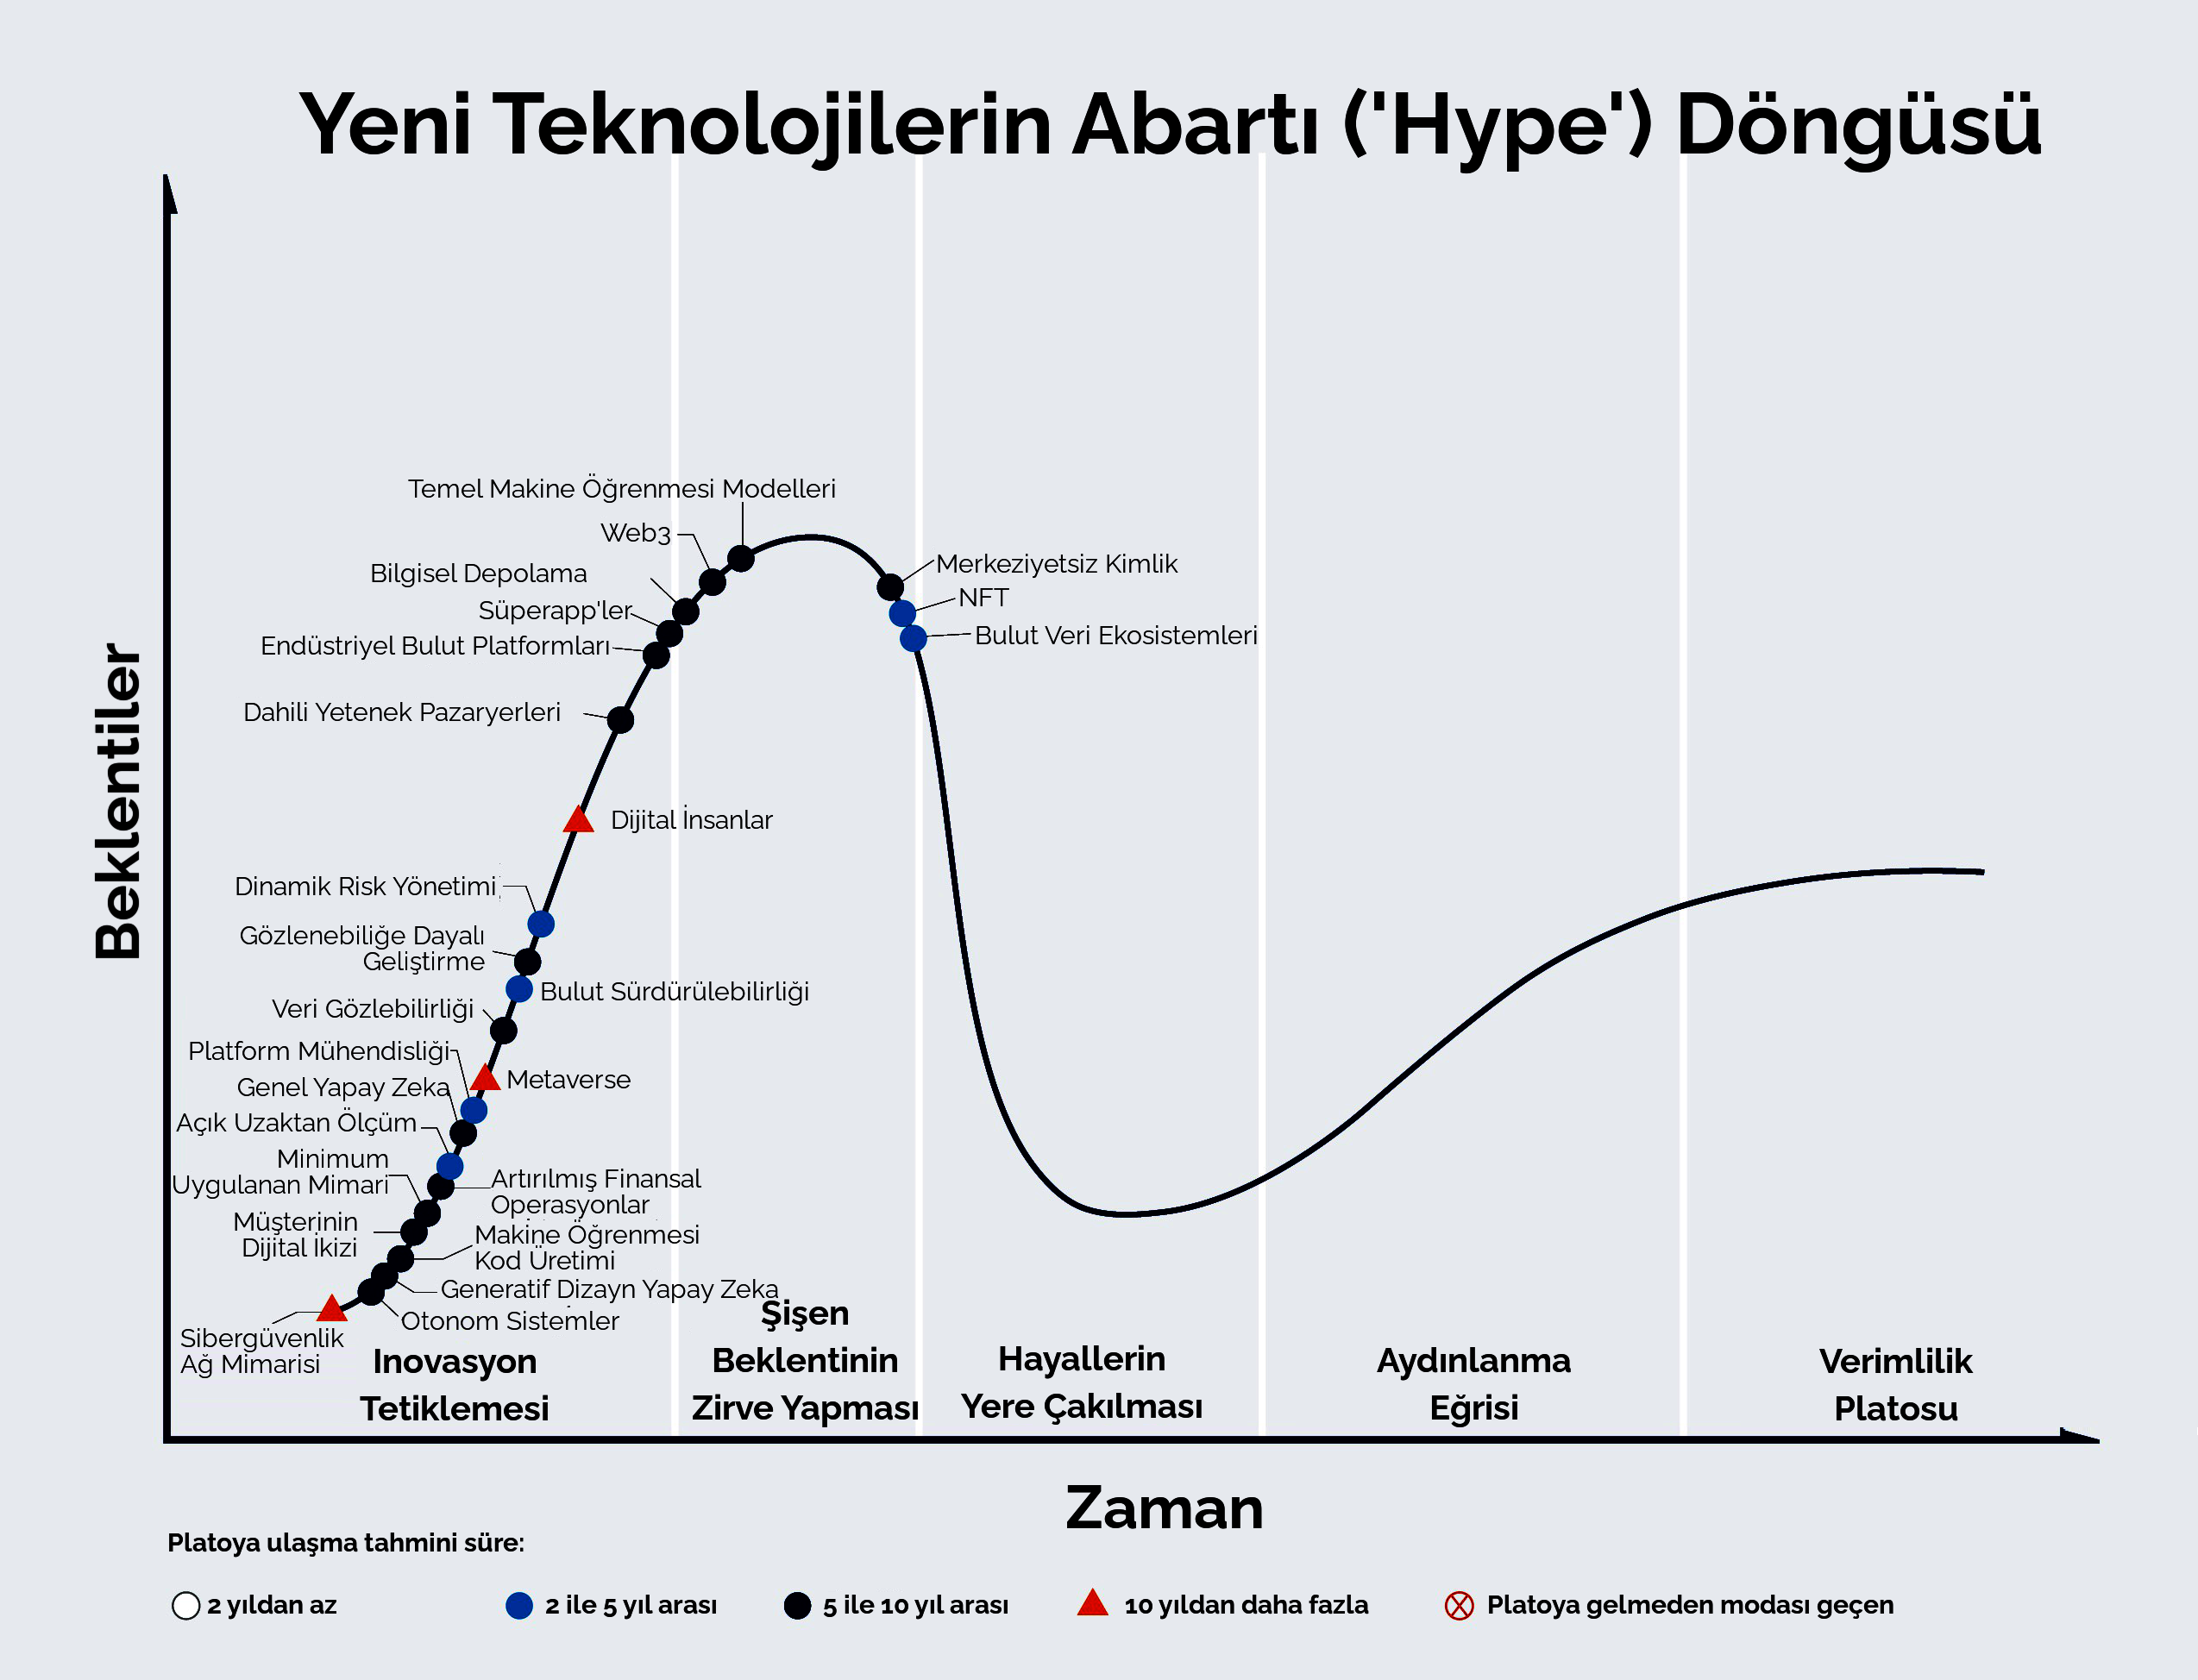 Yeni Teknolojilerin Abartı ('Hype') Döngüsü
Beklentiler
Temel Makine Öğrenmesi Modelleri
Web3
Bilgisel Depolama
Süperapp'ler
Endüstriyel Bulut Platformları
Dahili Yetenek Pazaryerleri
Merkeziyetsiz Kimlik
NFT
Bulut Veri Ekosistemleri
Dijital İnsanlar
Dinamik Risk Yönetimi
Gözlenebiliğe Dayalı
Geliştirme
Bulut Sürdürülebilirliği
Veri Gözlebilirliği
Platform Mühendisliği
Metaverse
Genel Yapay Zeka
Açık Uzaktan Ölçüm
Minimum
Uygulanan Mimari
Artırılmış Finansal
Operasyonlar
Müşterinin
Dijital İkizi
Makine Öğrenmesi
Kod Üretimi
Generatif Dizayn Yapay Zeka
Otonom Sistemler
Sibergüvenlik
Ağ Mimarisi
Inovasyon
Tetiklemesi
Şişen
Beklentinin
Zirve Yapması
Hayallerin
Yere Çakılması
Aydınlanma
Eğrisi
Verimlilik
Platosu
Zaman
Platoya ulaşma tahmini süre:
2 yıldan az
2 ile 5 yıl arası
5 ile 10 yıl arası
10 yıldan daha fazla
Platoya gelmeden modası geçen